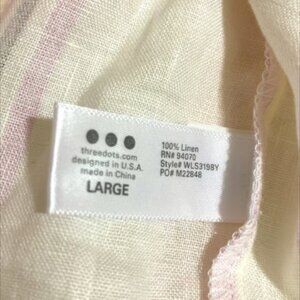 threedots.com
designed in U.S.A.
made in China
LARGE
100% Linen
RN# 94070
Style# WLS3198Y
PO# M22848